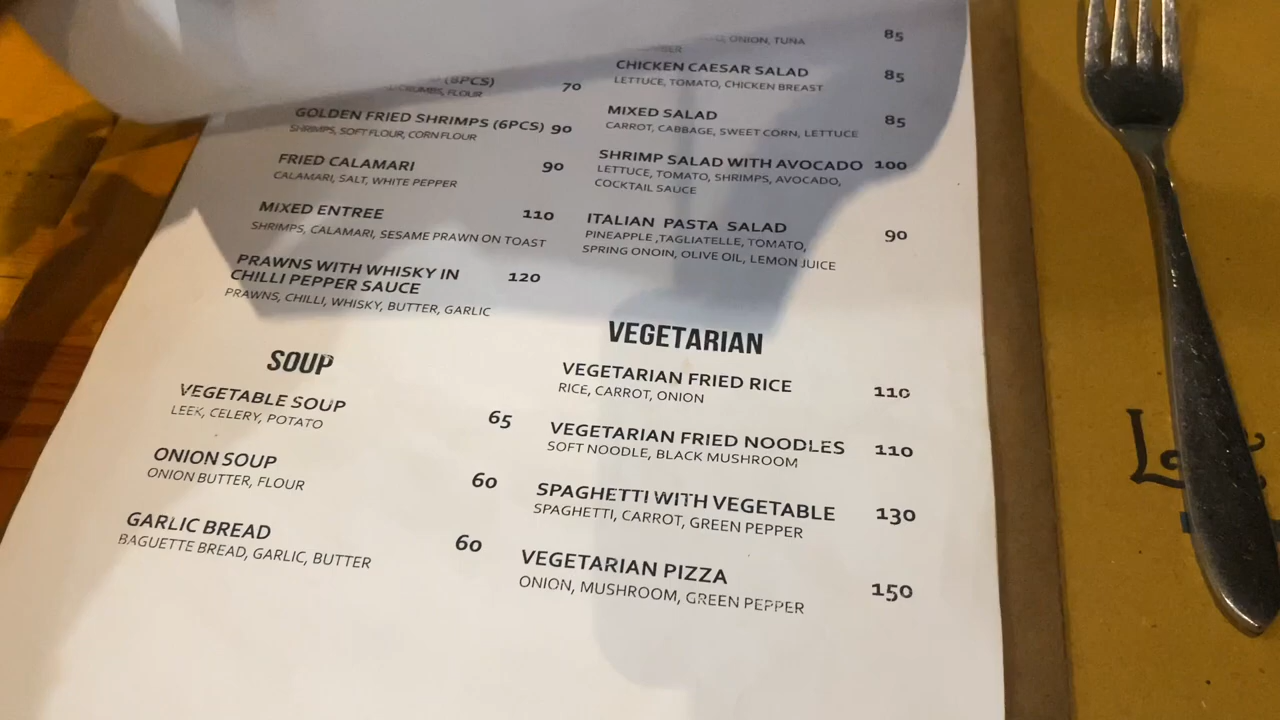 (8PCS) 70
FLOUR
GOLDEN FRIED SHRIMPS (6PCS) 90
SHRIMPS, SOFT FLOUR, CORN FLOUR
FRIED CALAMARI 90
CALAMARI, SALT, WHITE PEPPER
MIXED ENTREE 110
SHRIMPS, CALAMARI, SESAME PRAWN ON TOAST
PRAWNS WITH WHISKY IN 120
CHILLI PEPPER SAUCE
PRAWNS, CHILLI, WHISKY, BUTTER, GARLIC
SOUP
VEGETABLE SOUP 65
LEEK, CELERY, POTATO
ONION SOUP 60
ONION BUTTER, FLOUR
GARLIC BREAD 60
BAGUETTE BREAD, GARLIC, BUTTER
ONION, TUNA 85
CHICKEN CAESAR SALAD 85
LETTUCE, TOMATO, CHICKEN BREAST
MIXED SALAD 85
CARROT, CABBAGE, SWEET CORN, LETTUCE
SHRIMP SALAD WITH AVOCADO 100
LETTUCE, TOMATO, SHRIMPS, AVOCADO,
COCKTAIL SAUCE
ITALIAN PASTA SALAD 90
PINEAPPLE ,TAGLIATELLE, TOMATO,
SPRING ONOIN, OLIVE OIL, LEMON JUICE
VEGETARIAN
VEGETARIAN FRIED RICE 110
RICE, CARROT, ONION
VEGETARIAN FRIED NOODLES 110
SOFT NOODLE, BLACK MUSHROOM
SPAGHETTI WITH VEGETABLE 130
SPAGHETTI, CARROT, GREEN PEPPER
VEGETARIAN PIZZA 150
ONION, MUSHROOM, GREEN PEPPER